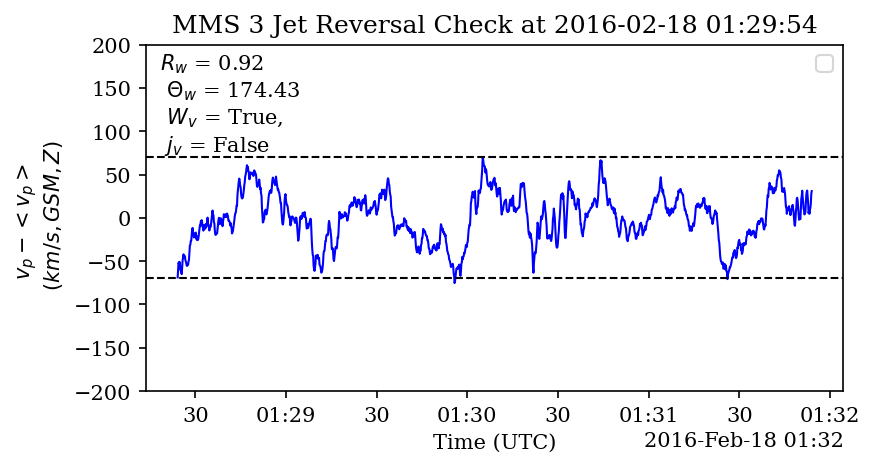 MMS 3 Jet Reversal Check at 2016-02-18 01:29:54
R_w = 0.92
Θ_w = 174.43
W_v = True,
j_v = False
200
150
100
50
0
−50
−100
−150
−200
v_p − < v_p >
(km/s, GSM, Z)
30 01:29 30 01:30 30 01:31 30 01:32
Time (UTC) 2016-Feb-18 01:32